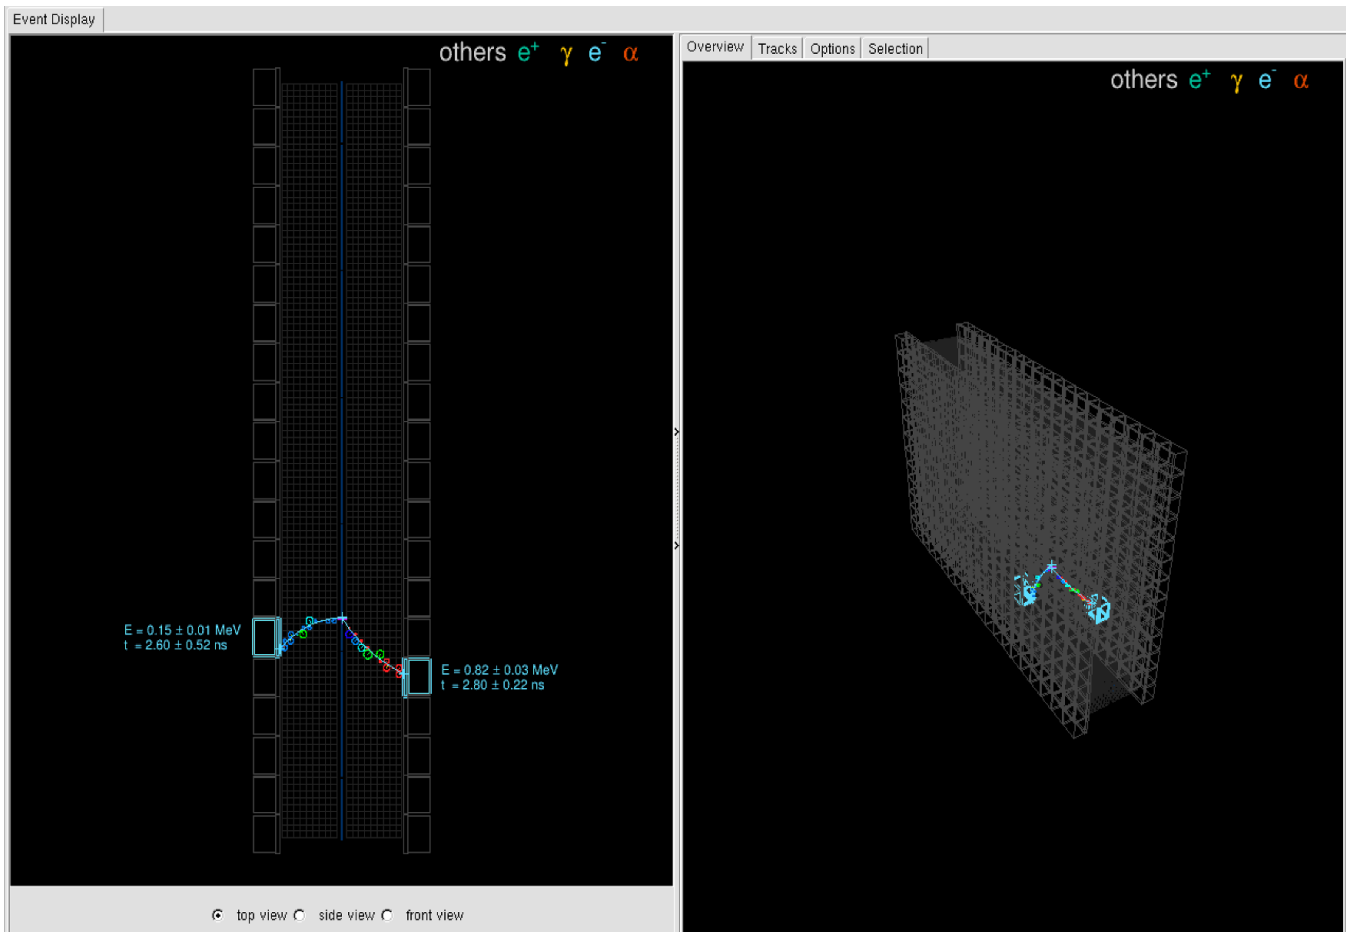 Event Display
others e+ γ e- α
E = 0.15 ± 0.01 MeV
t = 2.60 ± 0.52 ns
E = 0.82 ± 0.03 MeV
t = 2.80 ± 0.22 ns
top view side view front view
Overview Tracks Options Selection
others e+ γ e- α